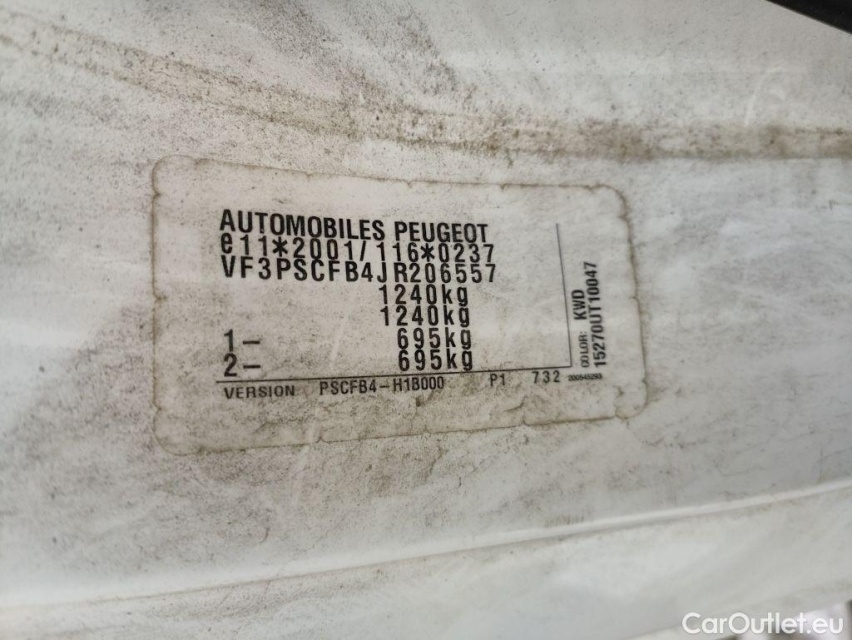 AUTOMOBILES PEUGEOT
e11*2001/116*0237
VF3PSCFB4JR206557
1240kg
1240kg
1- 695kg
2- 695kg
VERSION PSCFB4-H1B000 P1 732
COLOR: KWD
15270UT10047
CarOutlet.eu